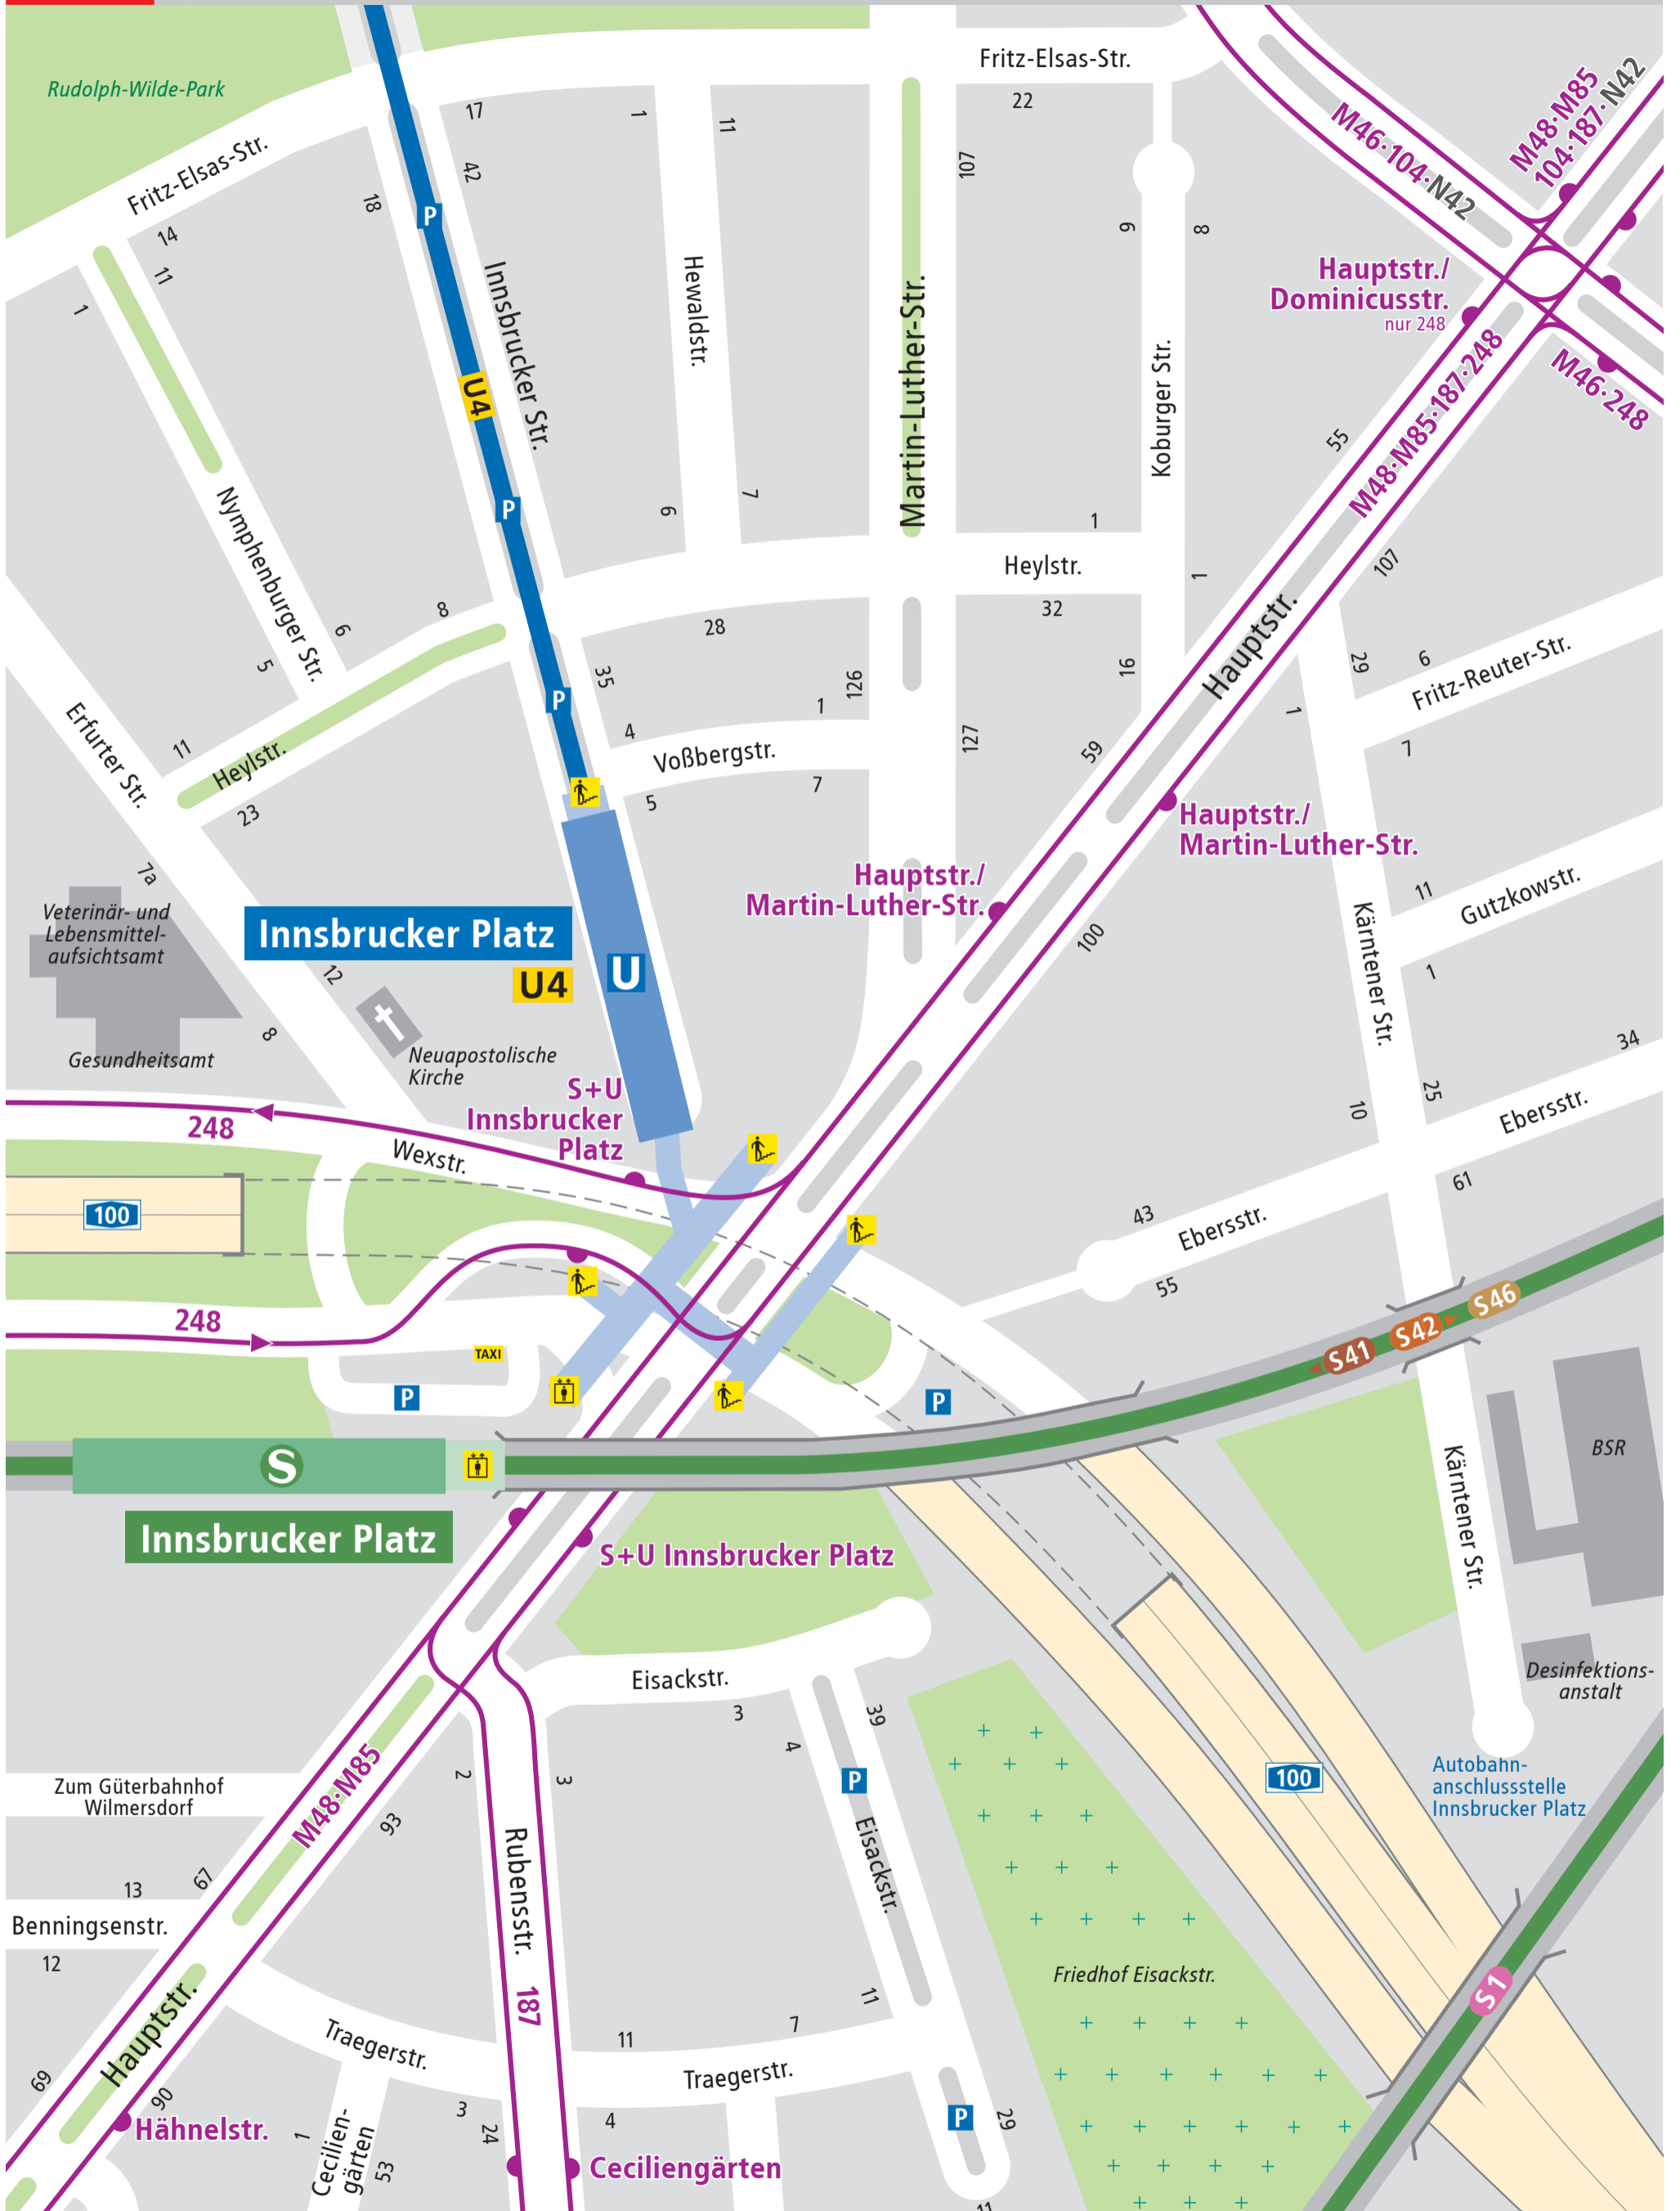 Rudolph-Wilde-Park
Fritz-Elsas-Str.
Fritz-Elsas-Str.
17
1
11
22
107
42
18
14
11
1
P
U4
Innsbrucker Str.
Hewaldstr.
Martin-Luther-Str.
9
8
Koburger Str.
M46·104·N42
M48·M85
104·187·N42
Hauptstr./
Dominicusstr.
nur 248
M48·M85·187·248
M46·248
55
107
P
6
7
1
Heylstr.
32
1
16
Nymphenburger Str.
5
6
8
28
35
126
127
P
4
1
Voßbergstr.
5
7
Erfurter Str.
11
Heylstr.
23
Hauptstr.
59
29
6
Fritz-Reuter-Str.
1
7
Hauptstr./
Martin-Luther-Str.
Hauptstr./
Martin-Luther-Str.
100
11
Gutzkowstr.
1
Kärntener Str.
7a
Veterinär- und
Lebensmittel-
aufsichtsamt
Gesundheitsamt
Innsbrucker Platz
U4
U
12
8
Neuapostolische
Kirche
S+U
Innsbrucker
Platz
34
25
10
Ebersstr.
61
43
Ebersstr.
55
248
Wexstr.
100
248
TAXI
P
P
S
Innsbrucker Platz
S41
S42
S46
BSR
Kärntener Str.
S+U Innsbrucker Platz
Eisackstr.
3
4
39
Desinfektions-
anstalt
Autobahn-
anschlussstelle
Innsbrucker Platz
100
Zum Güterbahnhof
Wilmersdorf
M48·M85
93
2
3
P
Eisackstr.
67
13
Benningsenstr.
12
Rubensstr.
187
Friedhof Eisackstr.
S1
11
7
11
Traegerstr.
Traegerstr.
Hauptstr.
69
90
Hähnelstr.
1
Cecilien-
gärten
53
3
24
4
Ceciliengärten
P
29
11